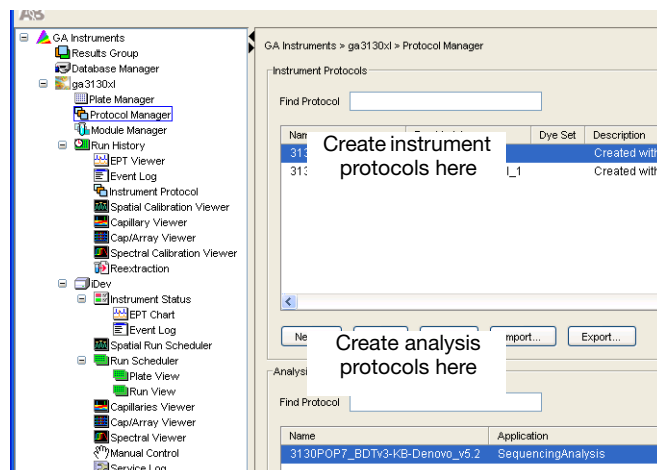 AB
GA Instruments
Results Group
Database Manager
ga3130xl
Plate Manager
Protocol Manager
Module Manager
Run History
EPT Viewer
Event Log
Instrument Protocol
Spatial Calibration Viewer
Capillary Viewer
Cap/Array Viewer
Spectral Calibration Viewer
Reextraction
iDev
Instrument Status
EPT Chart
Event Log
Spatial Run Scheduler
Run Scheduler
Plate View
Run View
Capillaries Viewer
Cap/Array Viewer
Spectral Viewer
Manual Control
Service Log
GA Instruments > ga3130xl > Protocol Manager
Instrument Protocols
Find Protocol
Dye Set Description
Create instrument
protocols here
Created with
Created with
Export...
Create analysis
protocols here
Find Protocol
Name Application
3130POP7_BDTv3-KB-Denovo_v5.2 SequencingAnalysis